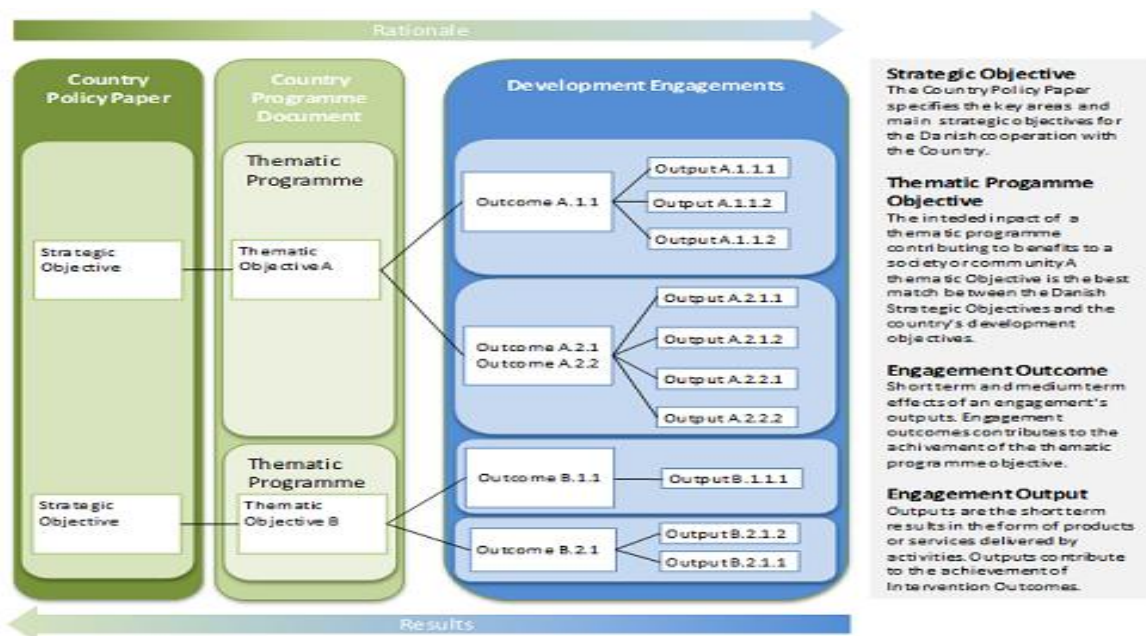 Rationale
Country
Policy Paper
Strategic
Objective
Strategic
Objective
Country
Programme
Document
Thematic
Programme
Thematic
Objective A
Thematic
Programme
Thematic
Objective B
Development Engagements
Outcome A.1.1
Output A.1.1.1
Output A.1.1.2
Output A.1.1.2
Outcome A.2.1
Outcome A.2.2
Output A.2.1.1
Output A.2.1.2
Output A.2.2.1
Output A.2.2.2
Outcome B.1.1
Output B.1.1.1
Outcome B.2.1
Output B.2.1.2
Output B.2.1.1
Results
Strategic Objective
The Country Policy Paper
specifies the key areas and
main strategic objectives for
the Danish cooperation with
the Country.
Thematic Progamme
Objective
The inteded inpact of a
thematic programme
contributing to benefits to a
society or community A
thematic Objective is the best
match between the Danish
Strategic Objectives and the
country's development
objectives.
Engagement Outcome
Short term and medium term
effects of an engagement's
outputs. Engagement
outcomes contributes to the
achivement of the thematic
programme objective.
Engagement Output
Outputs are the short term
results in the form of products
or services delivered by
activities. Outputs contribute
to the achievement of
Intervention Outcomes.